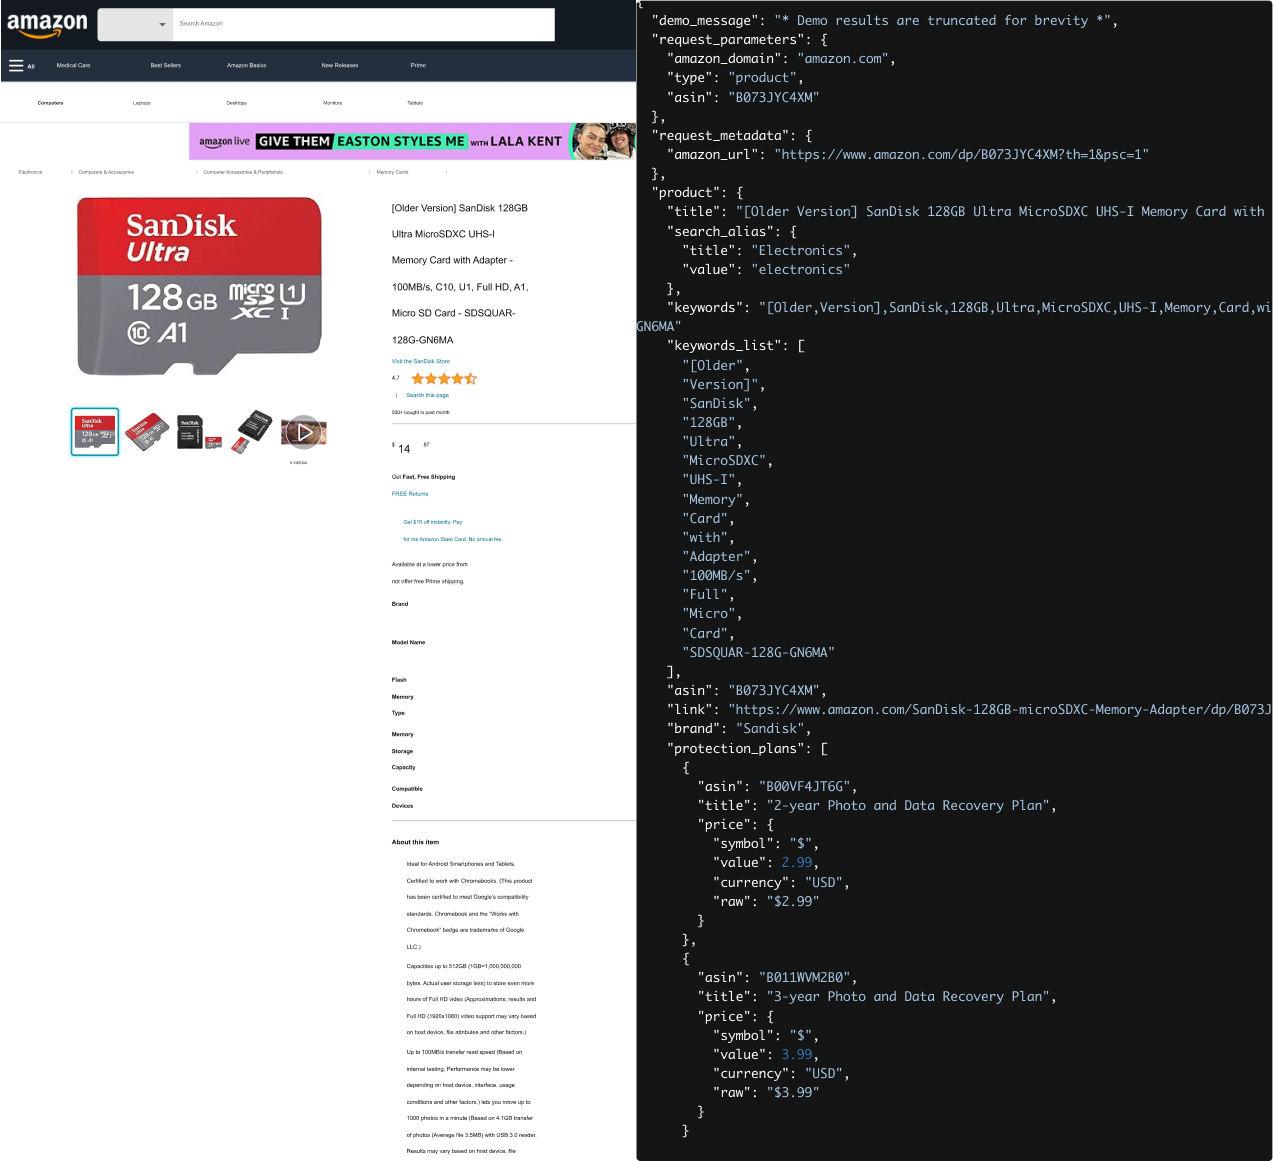 amazon
Search Amazon
All
Medical Care
Best Sellers
Amazon Basics
New Releases
Prime
Computers
Laptops
Desktops
Monitors
Tablets
amazon live GIVE THEM EASTON STYLES ME WITH LALA KENT
Electronics › Computers & Accessories › Computer Accessories & Peripherals › Memory Cards ›
SanDisk
Ultra
128 GB micro SD XC I U1
C10 A1
SanDisk
Ultra
128 GB
A1
SanDisk
6 VIDEOS
[Older Version] SanDisk 128GB
Ultra MicroSDXC UHS-I
Memory Card with Adapter -
100MB/s, C10, U1, Full HD, A1,
Micro SD Card - SDSQUAR-
128G-GN6MA
Visit the SanDisk Store
4.7
| Search this page
500+ bought in past month
$ 14 87
Get Fast, Free Shipping
FREE Returns
Get $10 off instantly: Pay
for the Amazon Store Card. No annual fee.
Available at a lower price from
not offer free Prime shipping.
Brand
Model Name
Flash
Memory
Type
Memory
Storage
Capacity
Compatible
Devices
About this item
Ideal for Android Smartphones and Tablets.
Certified to work with Chromebooks. (This product
has been certified to meet Google's compatibility
standards. Chromebook and the "Works with
Chromebook" badge are trademarks of Google
LLC.)
Capacities up to 512GB (1GB=1,000,000,000
bytes. Actual user storage less) to store even more
hours of Full HD video (Approximations; results and
Full HD (1920x1080) video support may vary based
on host device, file attributes and other factors.)
Up to 100MB/s transfer read speed (Based on
internal testing; Performance may be lower
depending on host device, interface, usage
conditions and other factors.) lets you move up to
1000 photos in a minute (Based on 4.1GB transfer
of photos (Average file 3.5MB) with USB 3.0 reader.
Results may vary based on host device, file
{
"demo_message": "* Demo results are truncated for brevity *",
"request_parameters": {
"amazon_domain": "amazon.com",
"type": "product",
"asin": "B073JYC4XM"
},
"request_metadata": {
"amazon_url": "https://www.amazon.com/dp/B073JYC4XM?th=1&psc=1"
},
"product": {
"title": "[Older Version] SanDisk 128GB Ultra MicroSDXC UHS-I Memory Card with
"search_alias": {
"title": "Electronics",
"value": "electronics"
},
"keywords": "[Older,Version],SanDisk,128GB,Ultra,MicroSDXC,UHS-I,Memory,Card,wi
GN6MA"
"keywords_list": [
"[Older",
"Version]",
"SanDisk",
"128GB",
"Ultra",
"MicroSDXC",
"UHS-I",
"Memory",
"Card",
"with",
"Adapter",
"100MB/s",
"Full",
"Micro",
"Card",
"SDSQUAR-128G-GN6MA"
],
"asin": "B073JYC4XM",
"link": "https://www.amazon.com/SanDisk-128GB-microSDXC-Memory-Adapter/dp/B073J
"brand": "Sandisk",
"protection_plans": [
{
"asin": "B00VF4JT6G",
"title": "2-year Photo and Data Recovery Plan",
"price": {
"symbol": "$",
"value": 2.99,
"currency": "USD",
"raw": "$2.99"
}
},
{
"asin": "B011WVM2B0",
"title": "3-year Photo and Data Recovery Plan",
"price": {
"symbol": "$",
"value": 3.99,
"currency": "USD",
"raw": "$3.99"
}
}